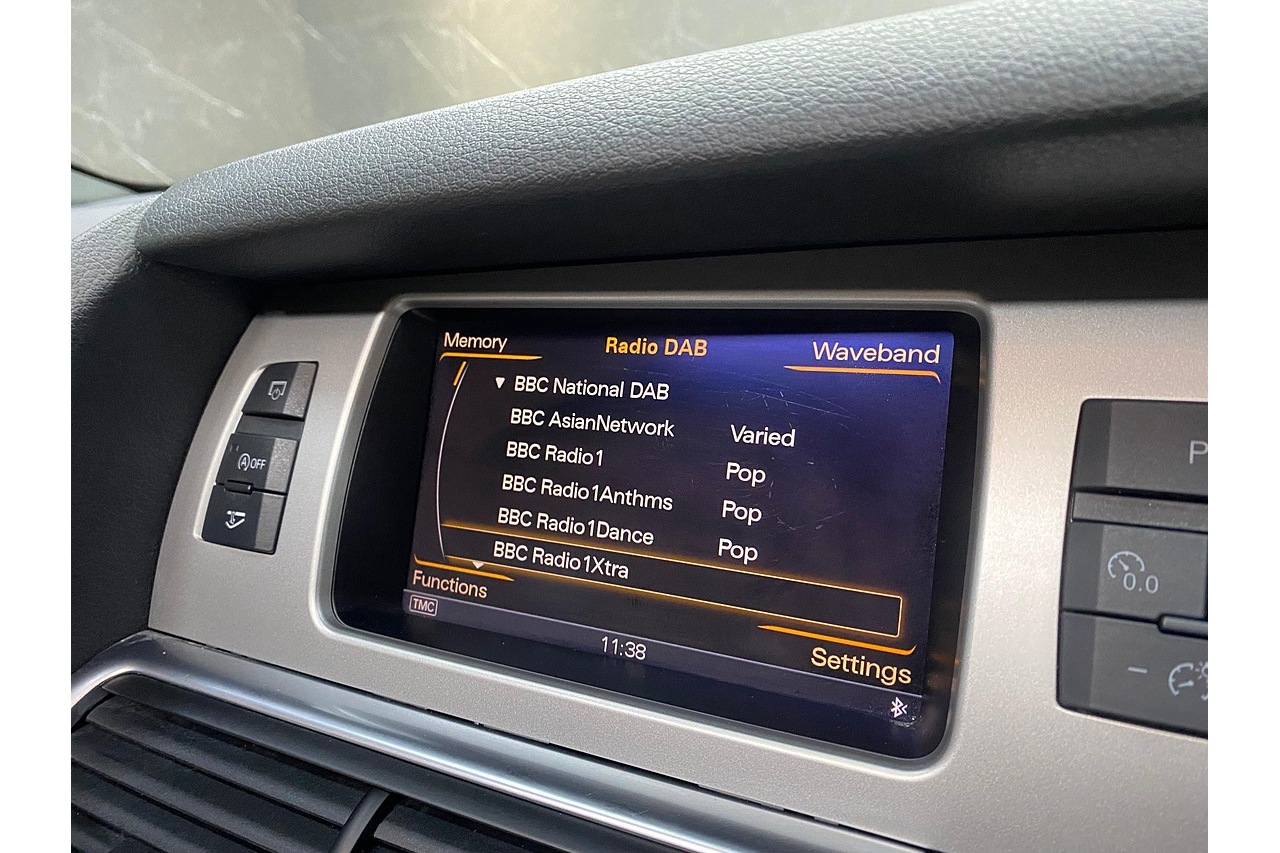 Memory Radio DAB Waveband
BBC National DAB
BBC AsianNetwork Varied
BBC Radio1 Pop
BBC Radio1Anthms Pop
BBC Radio1Dance Pop
BBC Radio1Xtra
Functions
TMC
11:38
Settings
A OFF
P
0.0